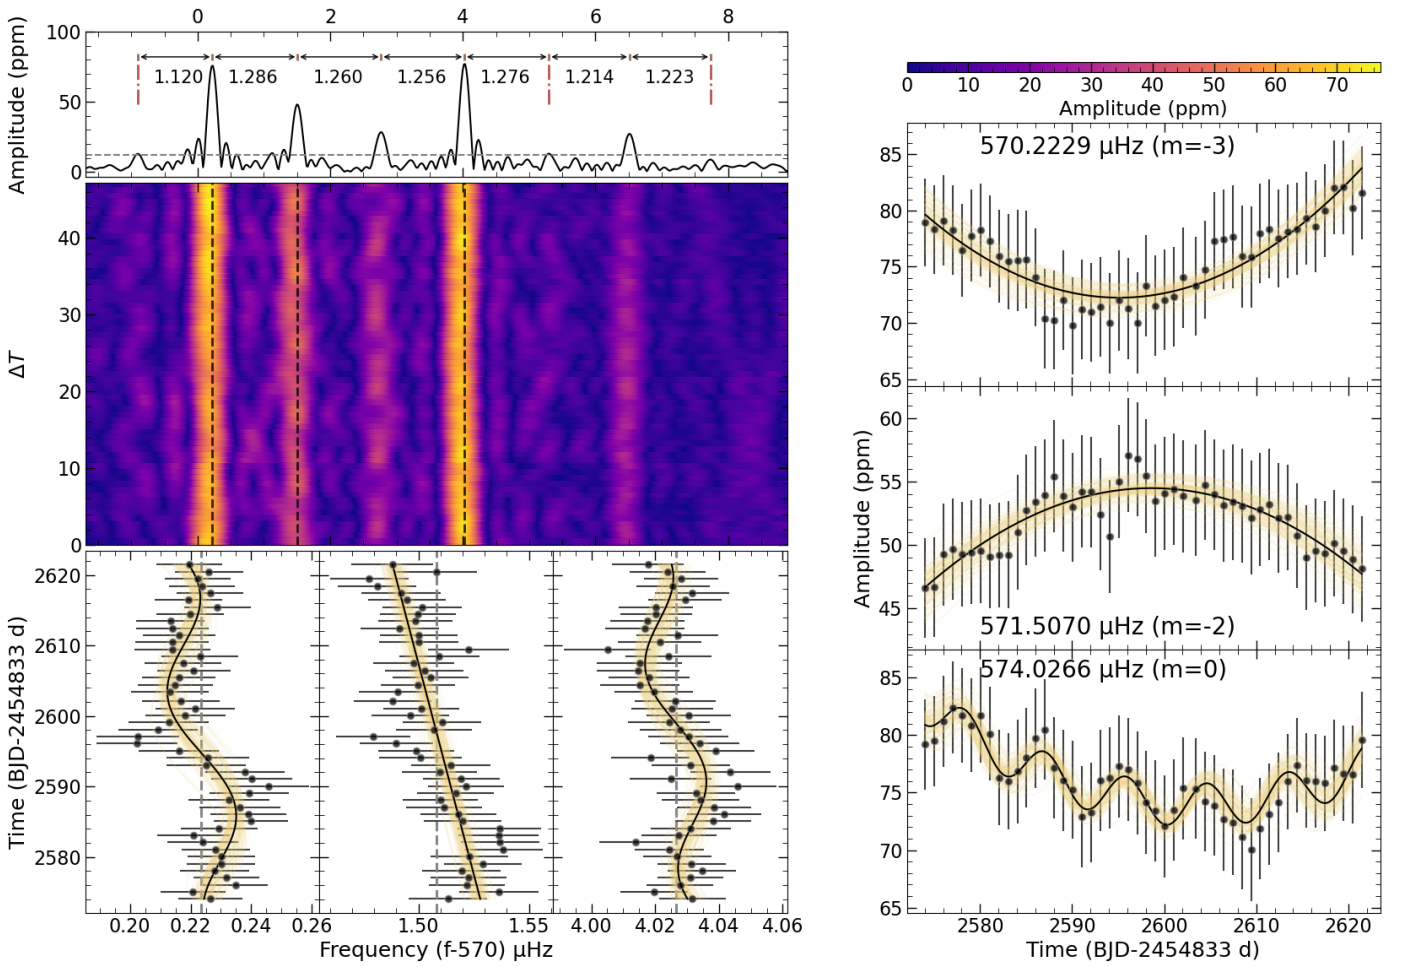 0 2 4 6 8
100
50
0
Amplitude (ppm)
1.120 1.286 1.260 1.256 1.276 1.214 1.223
40
30
20
10
0
ΔT
2620
2610
2600
2590
2580
Time (BJD-2454833 d)
0.20 0.22 0.24 0.26 1.50 1.55 4.00 4.02 4.04 4.06
Frequency (f-570) μHz
0 10 20 30 40 50 60 70
Amplitude (ppm)
570.2229 μHz (m=-3)
85
80
75
70
65
60
55
50
45
Amplitude (ppm)
571.5070 μHz (m=-2)
574.0266 μHz (m=0)
85
80
75
70
65
2580 2590 2600 2610 2620
Time (BJD-2454833 d)